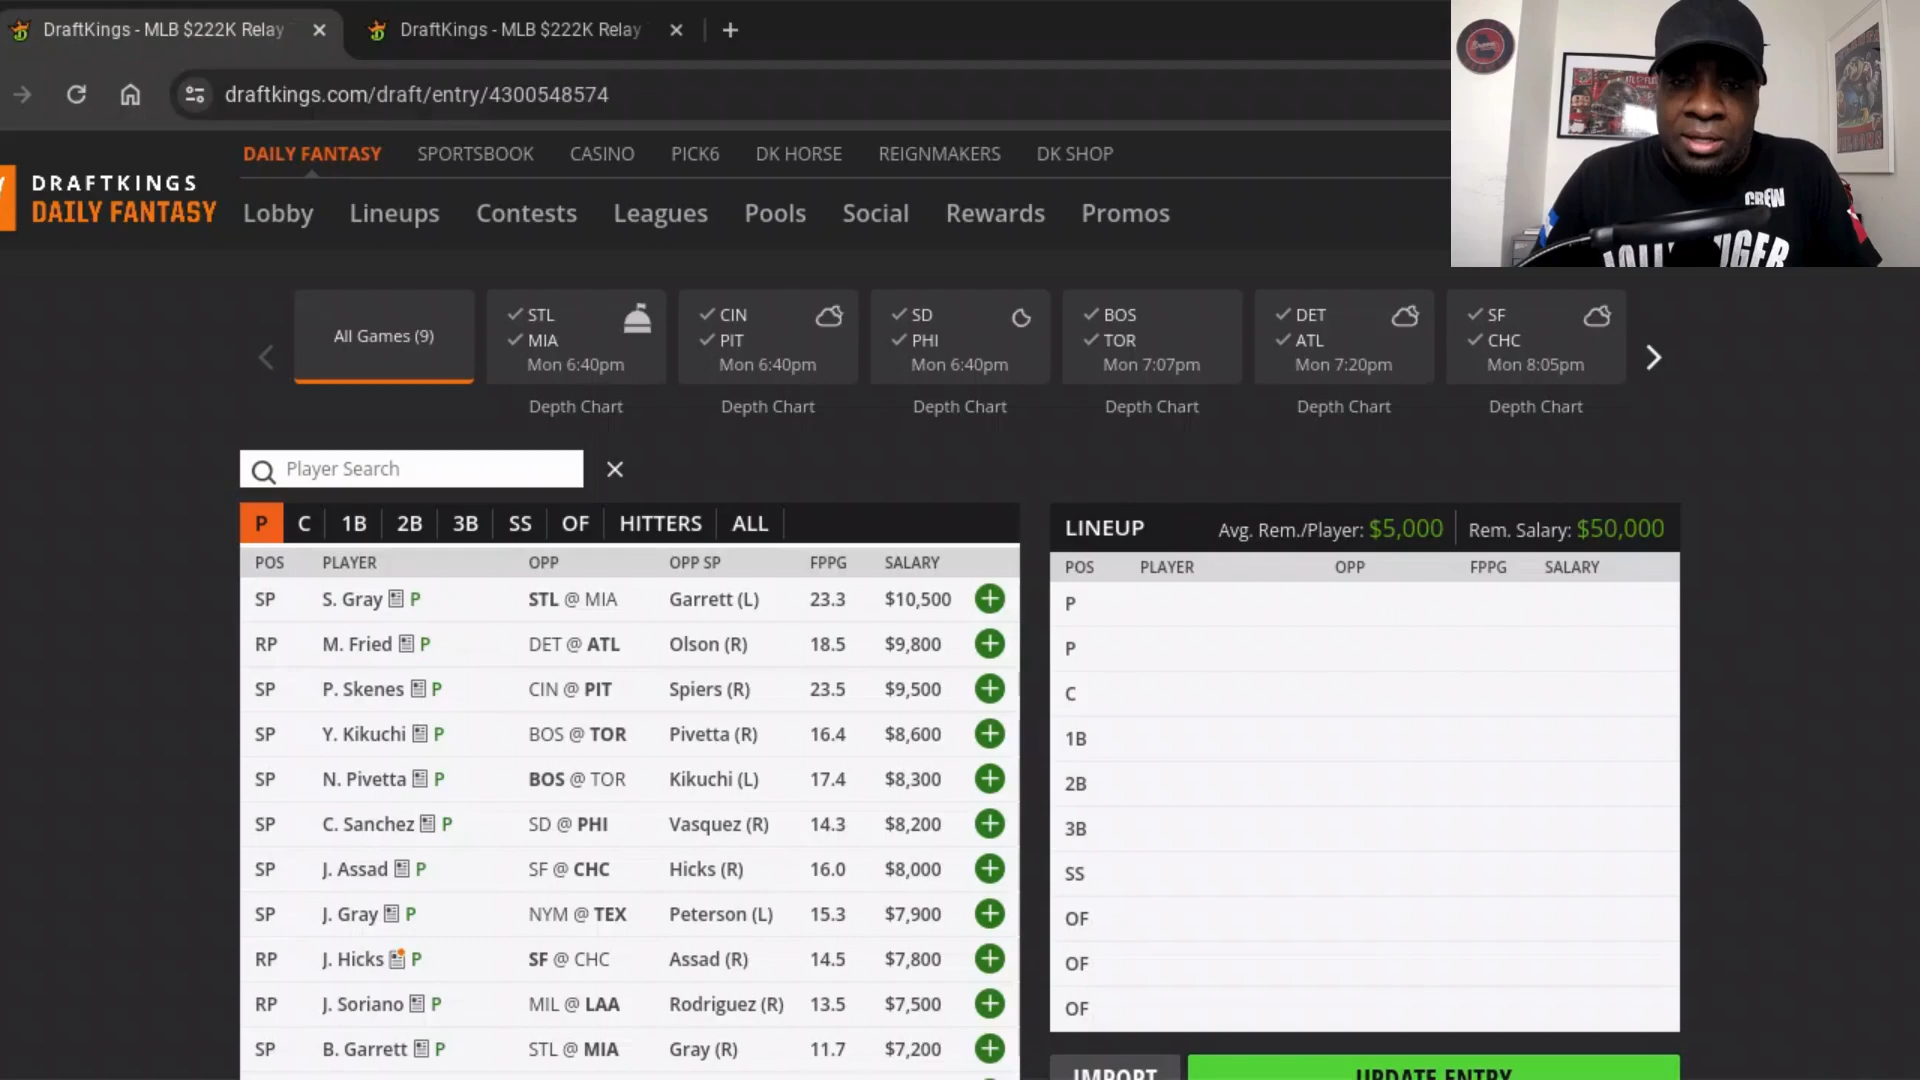 DraftKings - MLB $222K Relay
DraftKings - MLB $222K Relay
draftkings.com/draft/entry/4300548574
DAILY FANTASY SPORTSBOOK CASINO PICK6 DK HORSE REIGNMAKERS DK SHOP
DRAFTKINGS
DAILY FANTASY
Lobby Lineups Contests Leagues Pools Social Rewards Promos
CREW
All Games (9)
STL
MIA
Mon 6:40pm
CIN
PIT
Mon 6:40pm
SD
PHI
Mon 6:40pm
BOS
TOR
Mon 7:07pm
DET
ATL
Mon 7:20pm
SF
CHC
Mon 8:05pm
Depth Chart Depth Chart Depth Chart Depth Chart Depth Chart Depth Chart
Player Search
P C 1B 2B 3B SS OF HITTERS ALL
POS PLAYER OPP OPP SP FPPG SALARY
SP S. Gray P STL @ MIA Garrett (L) 23.3 $10,500
RP M. Fried P DET @ ATL Olson (R) 18.5 $9,800
SP P. Skenes P CIN @ PIT Spiers (R) 23.5 $9,500
SP Y. Kikuchi P BOS @ TOR Pivetta (R) 16.4 $8,600
SP N. Pivetta P BOS @ TOR Kikuchi (L) 17.4 $8,300
SP C. Sanchez P SD @ PHI Vasquez (R) 14.3 $8,200
SP J. Assad P SF @ CHC Hicks (R) 16.0 $8,000
SP J. Gray P NYM @ TEX Peterson (L) 15.3 $7,900
RP J. Hicks P SF @ CHC Assad (R) 14.5 $7,800
RP J. Soriano P MIL @ LAA Rodriguez (R) 13.5 $7,500
SP B. Garrett P STL @ MIA Gray (R) 11.7 $7,200
LINEUP Avg. Rem./Player: $5,000 Rem. Salary: $50,000
POS PLAYER OPP FPPG SALARY
P
P
C
1B
2B
3B
SS
OF
OF
OF
IMPORT UPDATE ENTRY